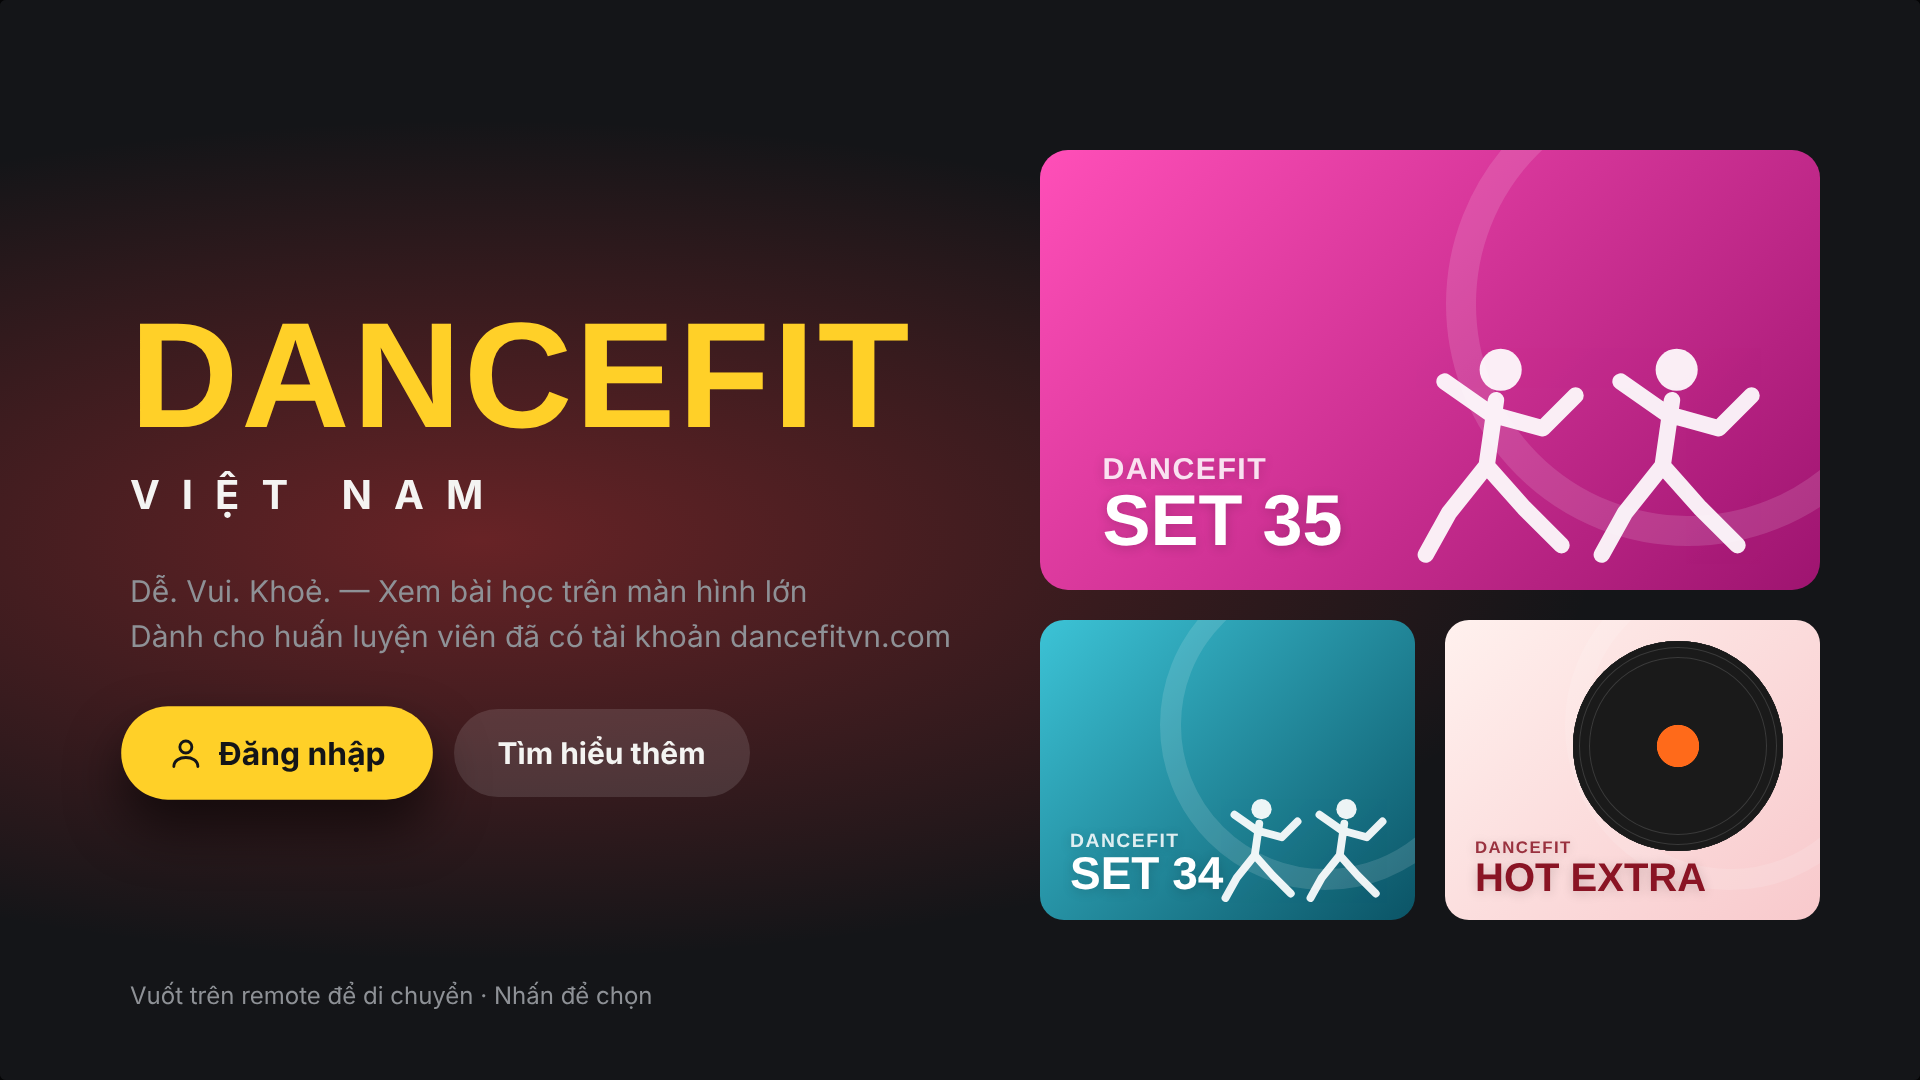 DANCEFIT
VIỆT NAM
Dễ. Vui. Khoẻ. — Xem bài học trên màn hình lớn
Dành cho huấn luyện viên đã có tài khoản dancefitvn.com
Đăng nhập
Tìm hiểu thêm
Vuốt trên remote để di chuyển · Nhấn để chọn
DANCEFIT
SET 35
DANCEFIT
SET 34
DANCEFIT
HOT EXTRA